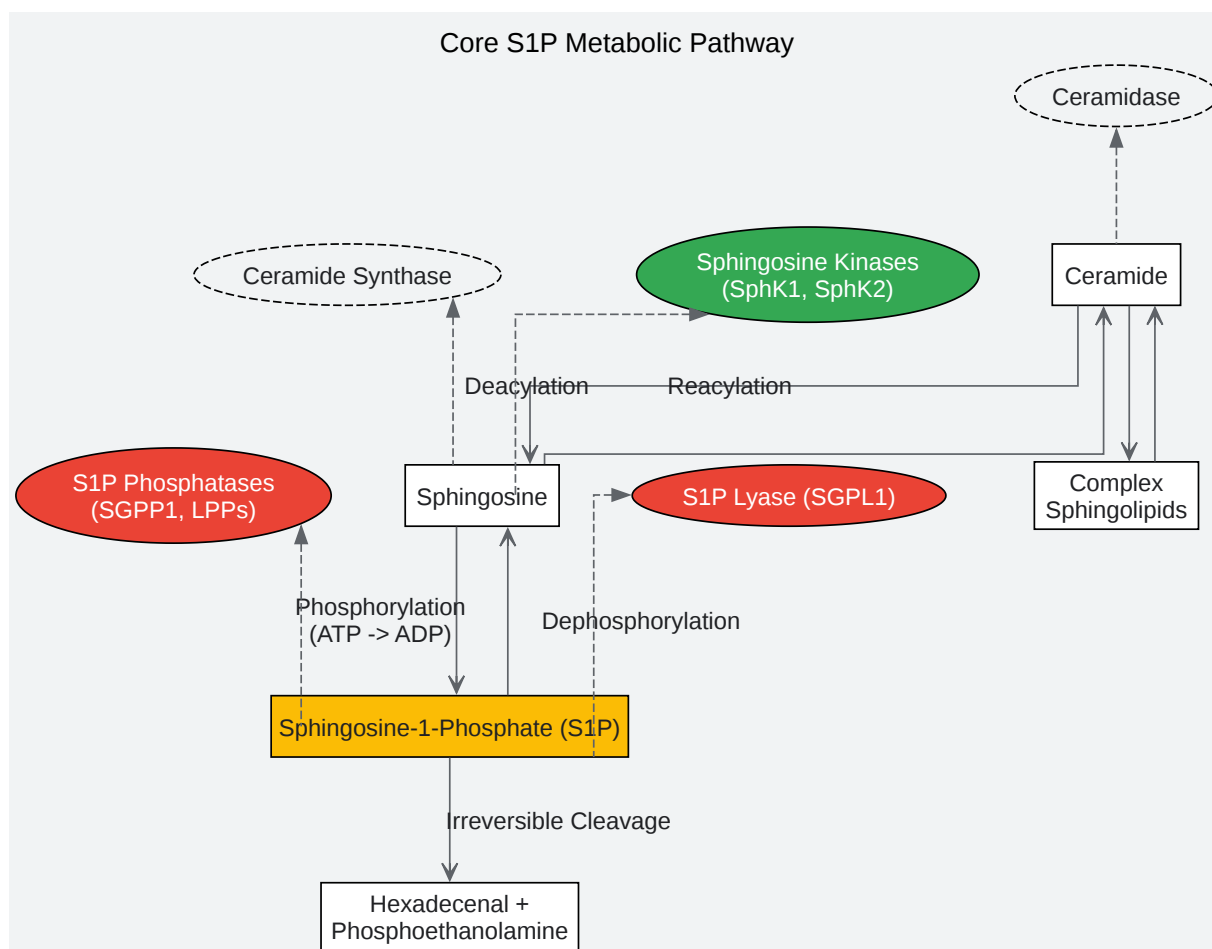 Core S1P Metabolic Pathway
Ceramidase
Ceramide Synthase
Sphingosine Kinases
(SphK1, SphK2)
Ceramide
Deacylation
Reacylation
S1P Phosphatases
(SGPP1, LPPs)
Sphingosine
S1P Lyase (SGPL1)
Complex
Sphingolipids
Phosphorylation
(ATP -> ADP)
Dephosphorylation
Sphingosine-1-Phosphate (S1P)
Irreversible Cleavage
Hexadecenal +
Phosphoethanolamine